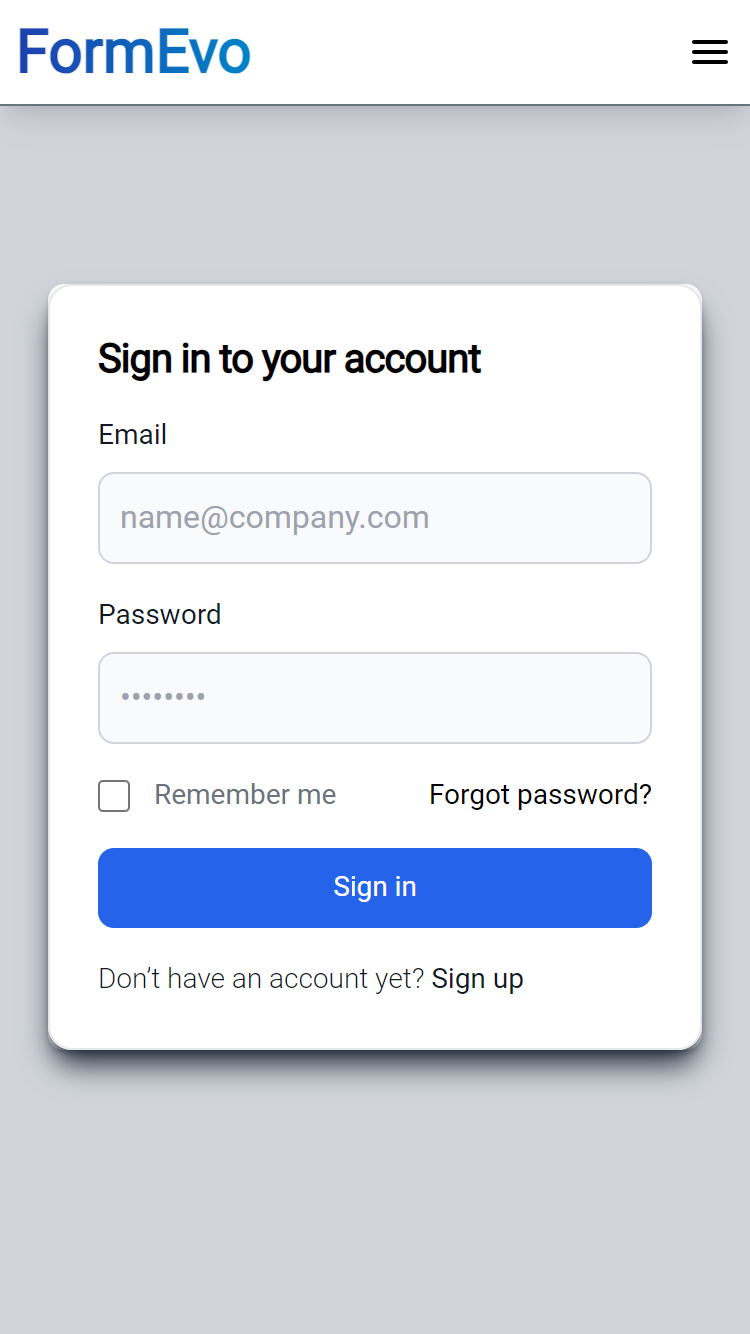 FormEvo
Sign in to your account
Email
name@company.com
Password
••••••••
Remember me Forgot password?
Sign in
Don’t have an account yet? Sign up